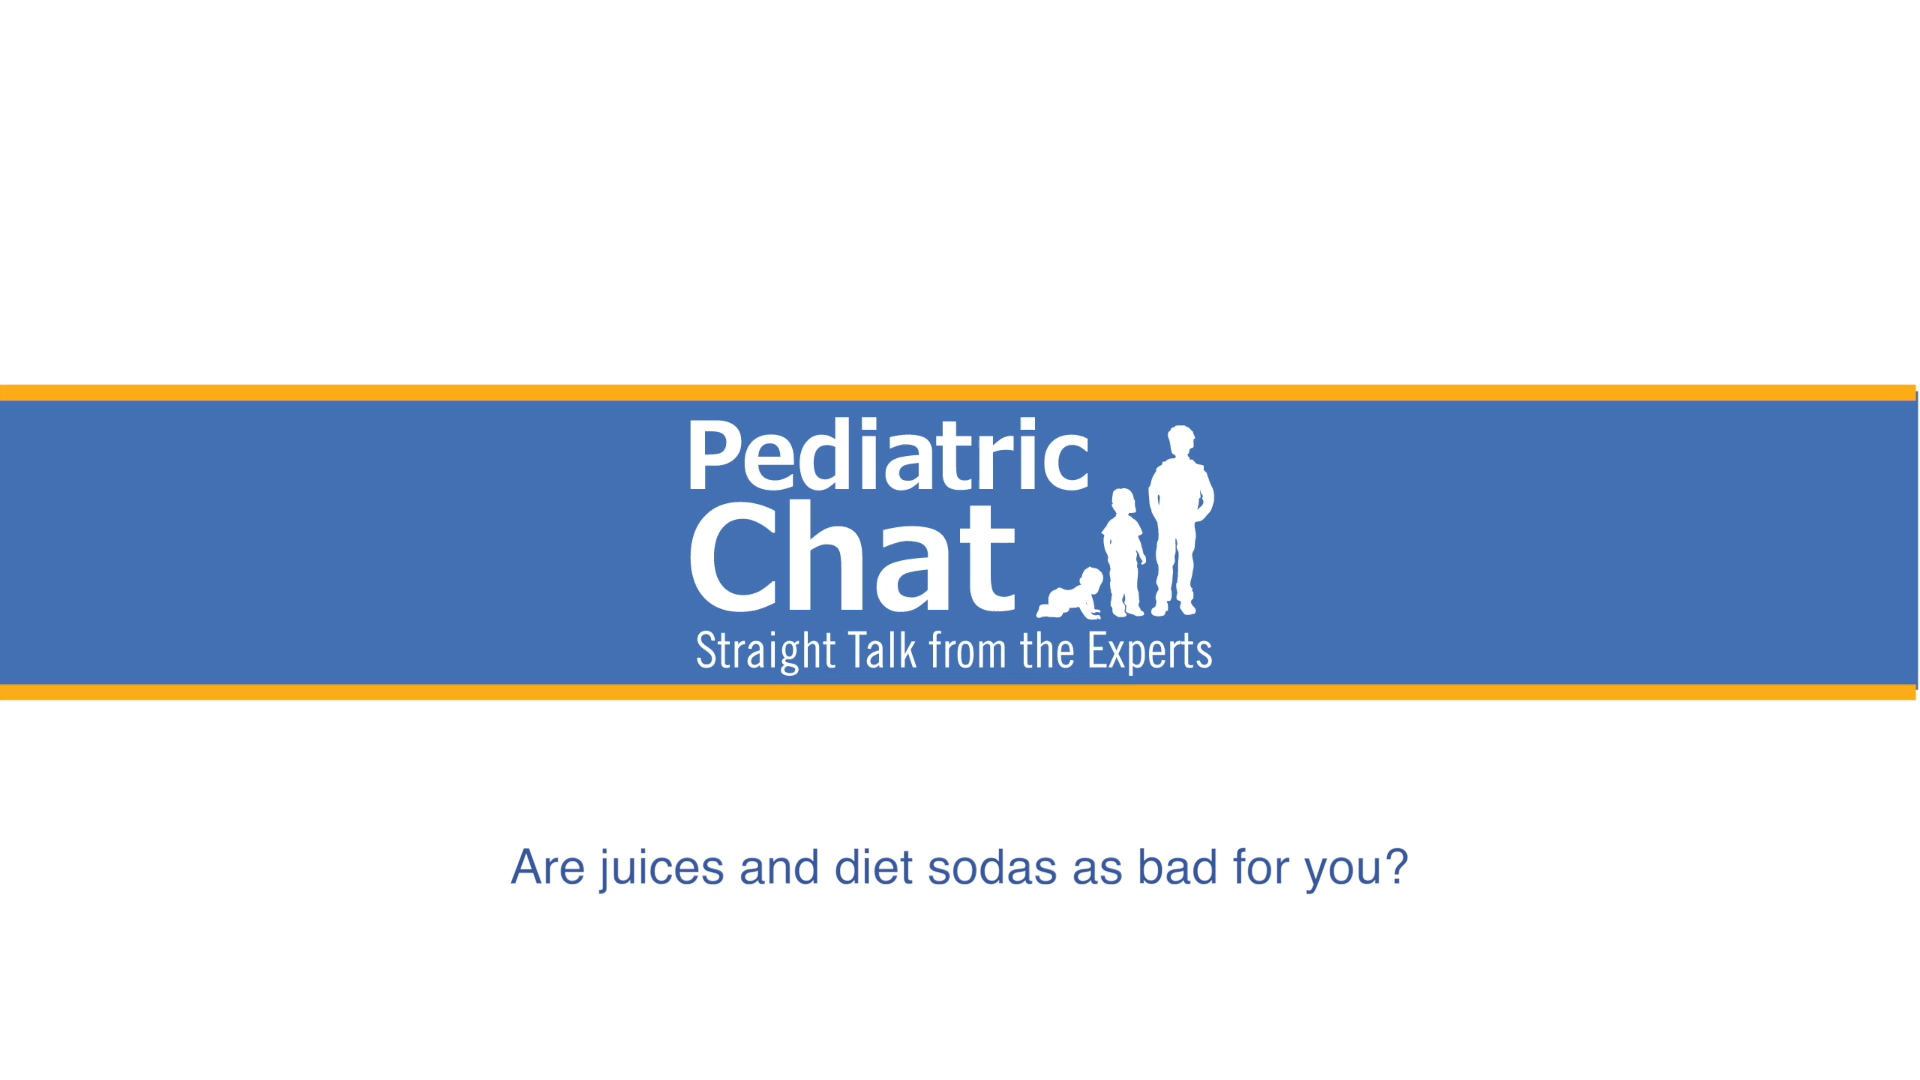 Pediatric
Chat
Straight Talk from the Experts
Are juices and diet sodas as bad for you?